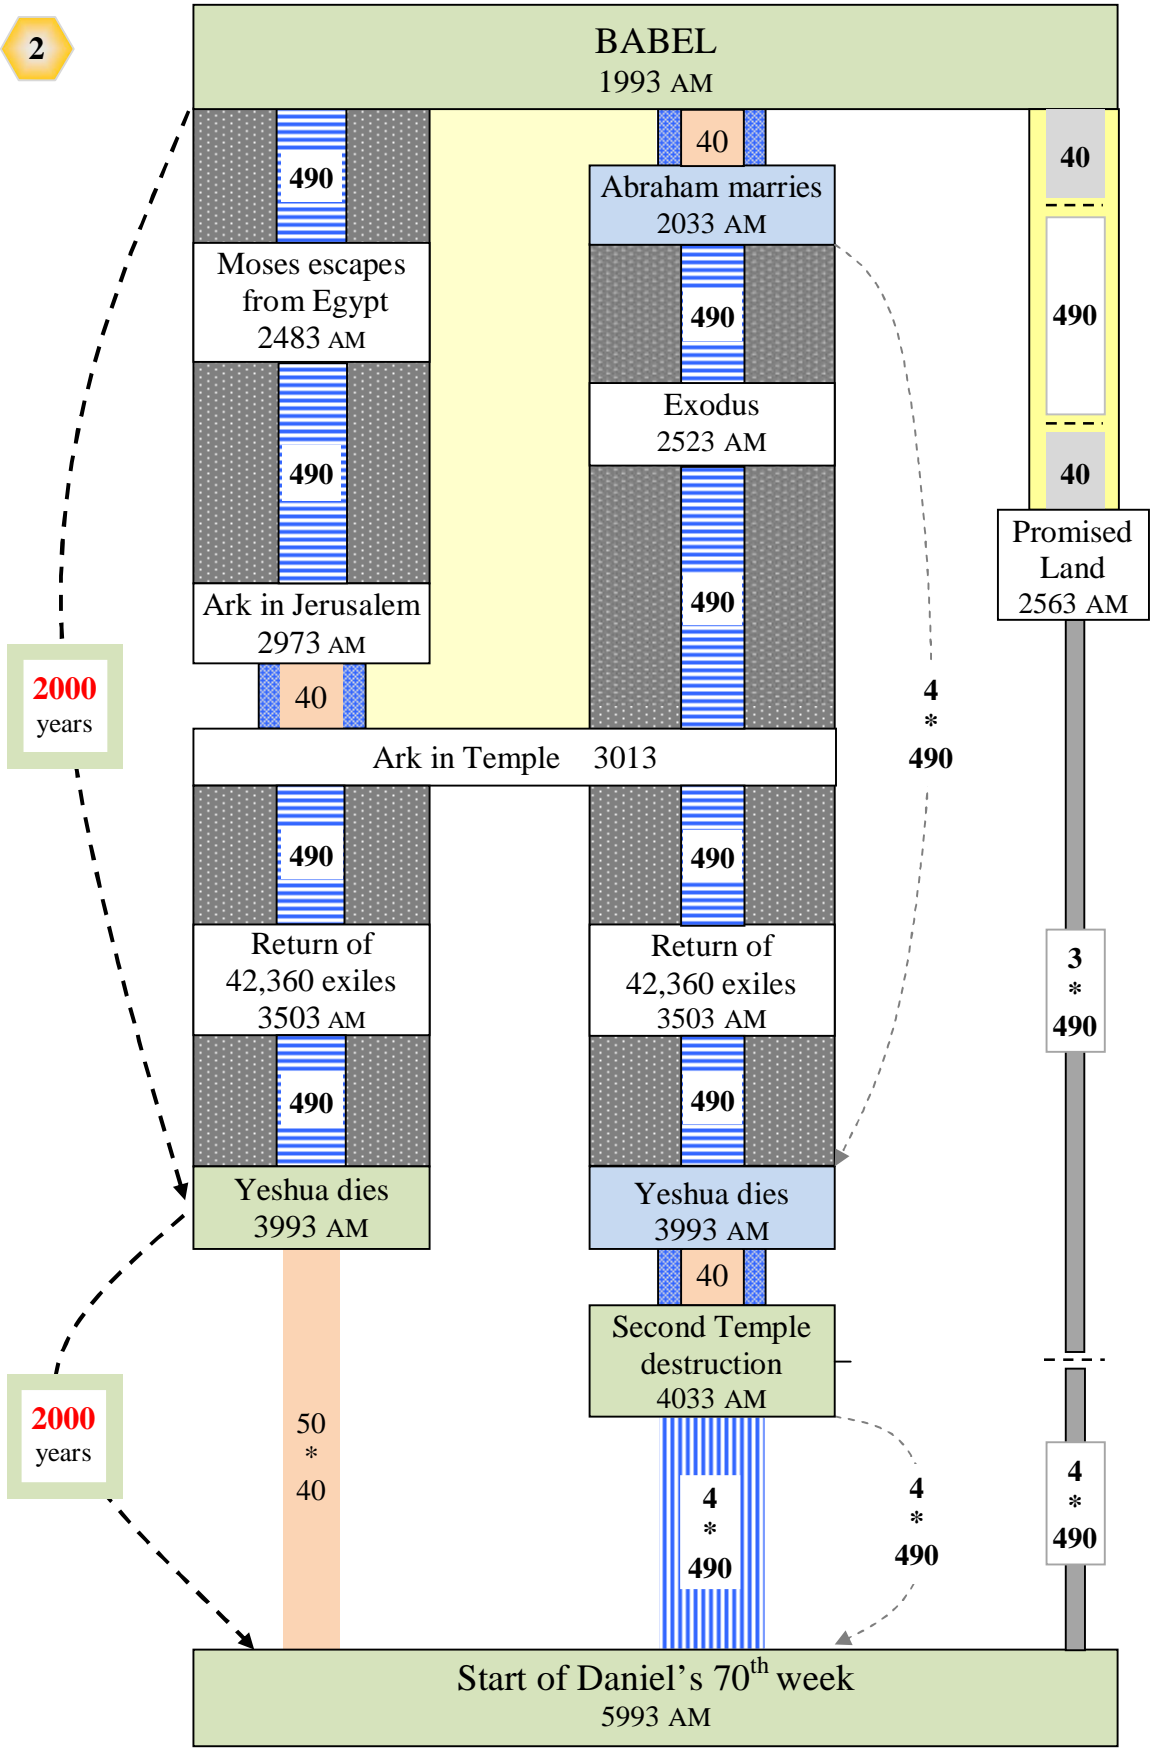 2
BABEL
1993 AM
490
40
40
Abraham marries
2033 AM
Moses escapes
from Egypt
2483 AM
490
490
Exodus
2523 AM
490
40
Promised
Land
2563 AM
490
Ark in Jerusalem
2973 AM
2000
years
40
4
*
490
Ark in Temple 3013
490
490
Return of
42,360 exiles
3503 AM
Return of
42,360 exiles
3503 AM
3
*
490
490
490
Yeshua dies
3993 AM
Yeshua dies
3993 AM
40
Second Temple
destruction
4033 AM
2000
years
50
*
40
4
*
490
4
*
490
4
*
490
Start of Daniel’s 70th week
5993 AM